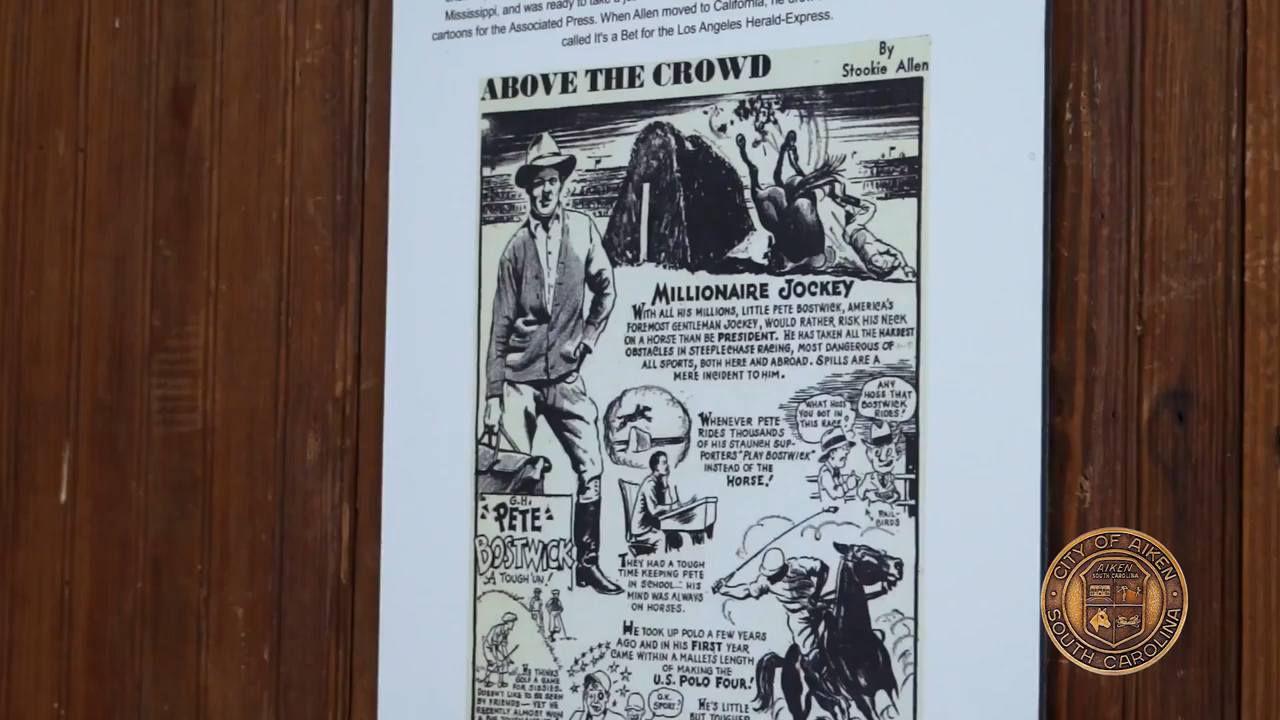 Mississippi, and was ready to take a
cartoons for the Associated Press. When Allen moved to California, he
called It's a Bet for the Los Angeles Herald-Express.
ABOVE THE CROWD
By
Stookie Allen
MILLIONAIRE JOCKEY
WITH ALL HIS MILLIONS, LITTLE PETE BOSTWICK, AMERICA'S
FOREMOST GENTLEMAN JOCKEY, WOULD RATHER RISK HIS NECK
ON A HORSE THAN BE PRESIDENT. HE HAS TAKEN ALL THE HARDEST
OBSTACLES IN STEEPLECHASE RACING, MOST DANGEROUS OF
ALL SPORTS, BOTH HERE AND ABROAD. SPILLS ARE A
MERE INCIDENT TO HIM.
WHENEVER PETE
RIDES THOUSANDS
OF HIS STAUNCH SUP-
PORTERS "PLAY BOSTWICK"
INSTEAD OF THE
HORSE!
WHAT HOSS
YOU GOT IN
THIS RACE?
ANY
HOSS THAT
BOSTWICK
RIDES!
RAIL-
BIRDS
G.H.
"PETE"
BOSTWICK
A TOUGH 'UN!
THEY HAD A TOUGH
TIME KEEPING PETE
IN SCHOOL - HIS
MIND WAS ALWAYS
ON HORSES.
HE TOOK UP POLO A FEW YEARS
AGO AND IN HIS FIRST YEAR
CAME WITHIN A MALLETS LENGTH
OF MAKING THE
U.S. POLO FOUR!
HE THINKS
GOLF A GAME
FOR SISSIES.
DOESN'T LIKE TO BE SEEN
BY FRIENDS - YET HE
RECENTLY ALMOST WON
O.K.
SPORT?
HE'S LITTLE
BUT TOUGHER
CITY OF AIKEN
AIKEN
SOUTH CAROLINA
SOUTH CAROLINA